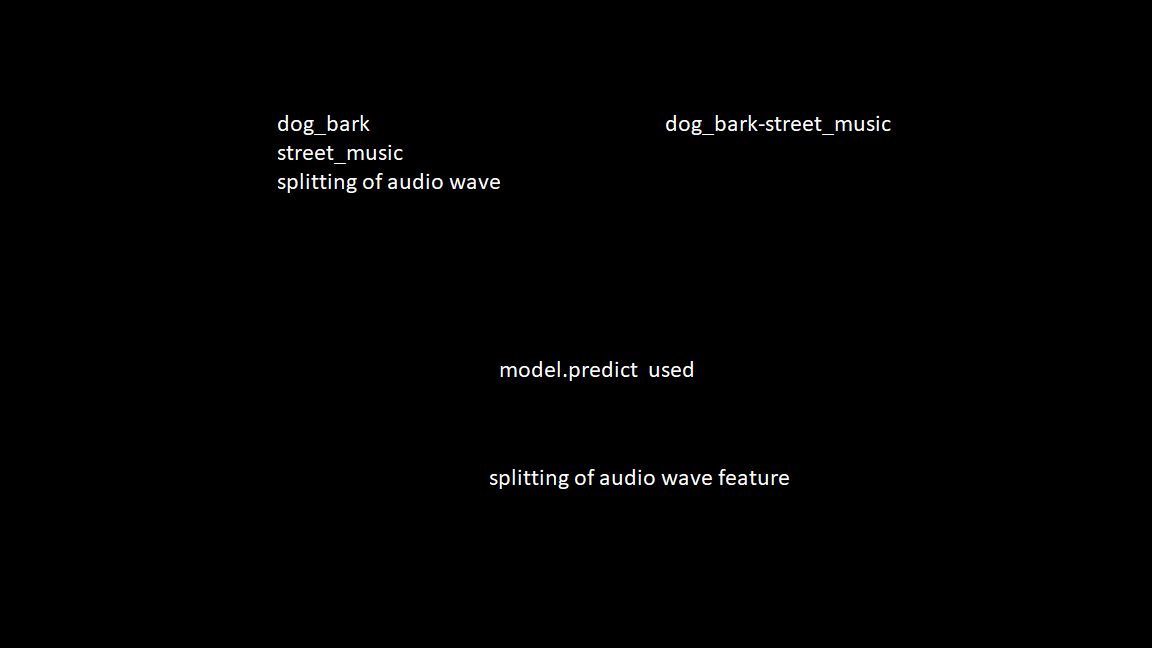 dog_bark
street_music
splitting of audio wave
dog_bark-street_music
model.predict  used
splitting of audio wave feature